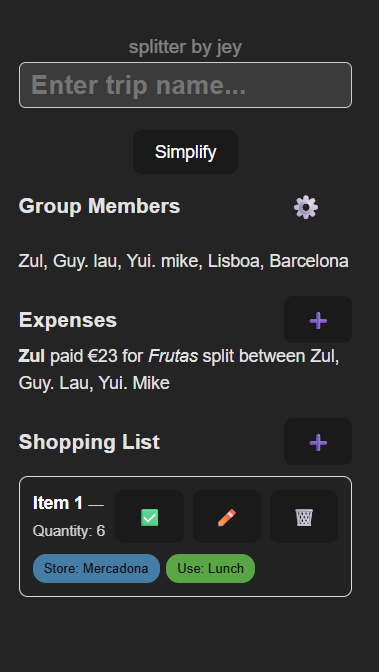 splitter by jey
Enter trip name...
Simplify
Group Members
Zul, Guy. lau, Yui. mike, Lisboa, Barcelona
Expenses
Zul paid €23 for Frutas split between Zul,
Guy. Lau, Yui. Mike
Shopping List
Item 1 —
Quantity: 6
Store: Mercadona Use: Lunch